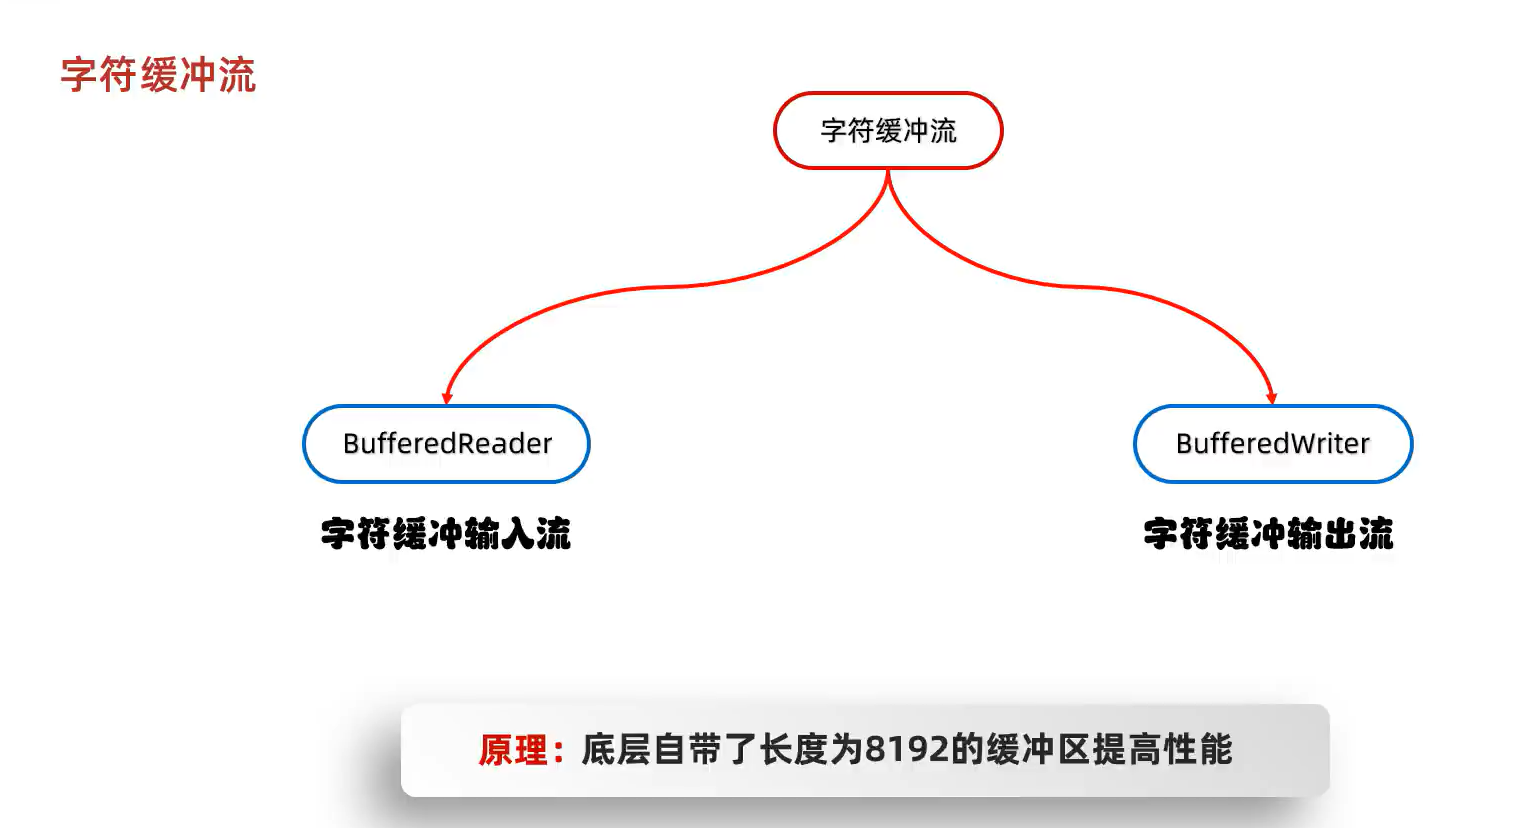 字符缓冲流
字符缓冲流
BufferedReader
BufferedWriter
字符缓冲输入流
字符缓冲输出流
原理：底层自带了长度为8192的缓冲区提高性能